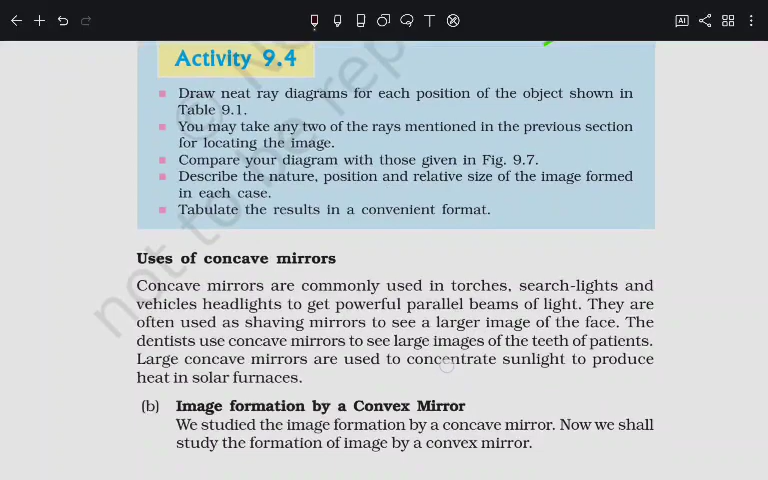 AI
T
Activity 9.4
Draw neat ray diagrams for each position of the object shown in
Table 9.1.
You may take any two of the rays mentioned in the previous section
for locating the image.
Compare your diagram with those given in Fig. 9.7.
Describe the nature, position and relative size of the image formed
in each case.
Tabulate the results in a convenient format.
Uses of concave mirrors
Concave mirrors are commonly used in torches, search-lights and
vehicles headlights to get powerful parallel beams of light. They are
often used as shaving mirrors to see a larger image of the face. The
dentists use concave mirrors to see large images of the teeth of patients.
Large concave mirrors are used to concentrate sunlight to produce
heat in solar furnaces.
(b) Image formation by a Convex Mirror
We studied the image formation by a concave mirror. Now we shall
study the formation of image by a convex mirror.
not to be rep